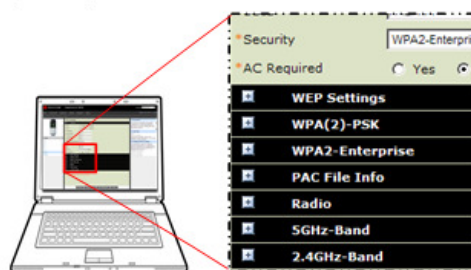 *Security
WPA2-Enterpri
*AC Required
Yes
WEP Settings
WPA(2)-PSK
WPA2-Enterprise
PAC File Info
Radio
5GHz-Band
2.4GHz-Band